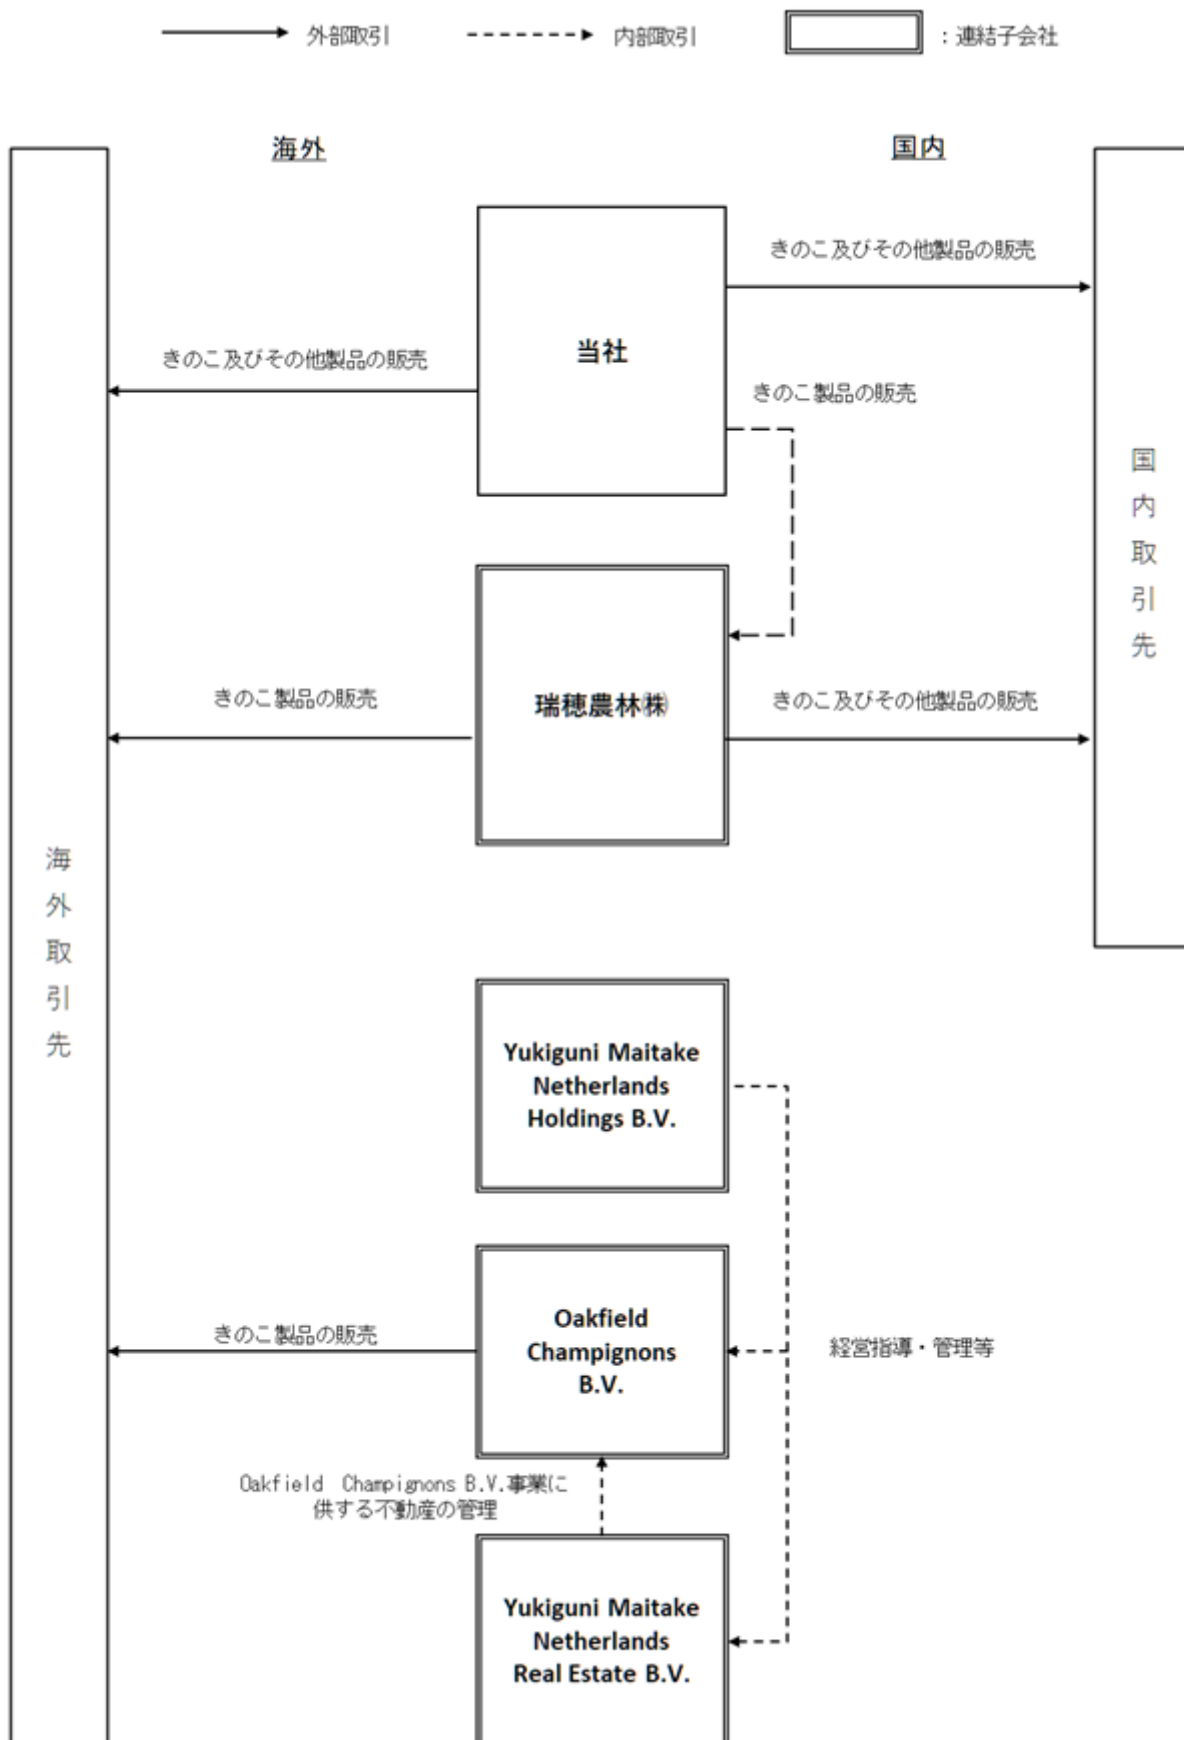 外部取引
内部取引
：連結子会社
海外
国内
きのこ及びその他製品の販売
当社
きのこ及びその他製品の販売
きのこ製品の販売
国内取引先
きのこ製品の販売
瑞穂農林㈱
きのこ及びその他製品の販売
海外取引先
Yukiguni Maitake
Netherlands
Holdings B.V.
きのこ製品の販売
Oakfield
Champignons
B.V.
経営指導・管理等
Oakfield Champignons B.V.事業に
供する不動産の管理
Yukiguni Maitake
Netherlands
Real Estate B.V.